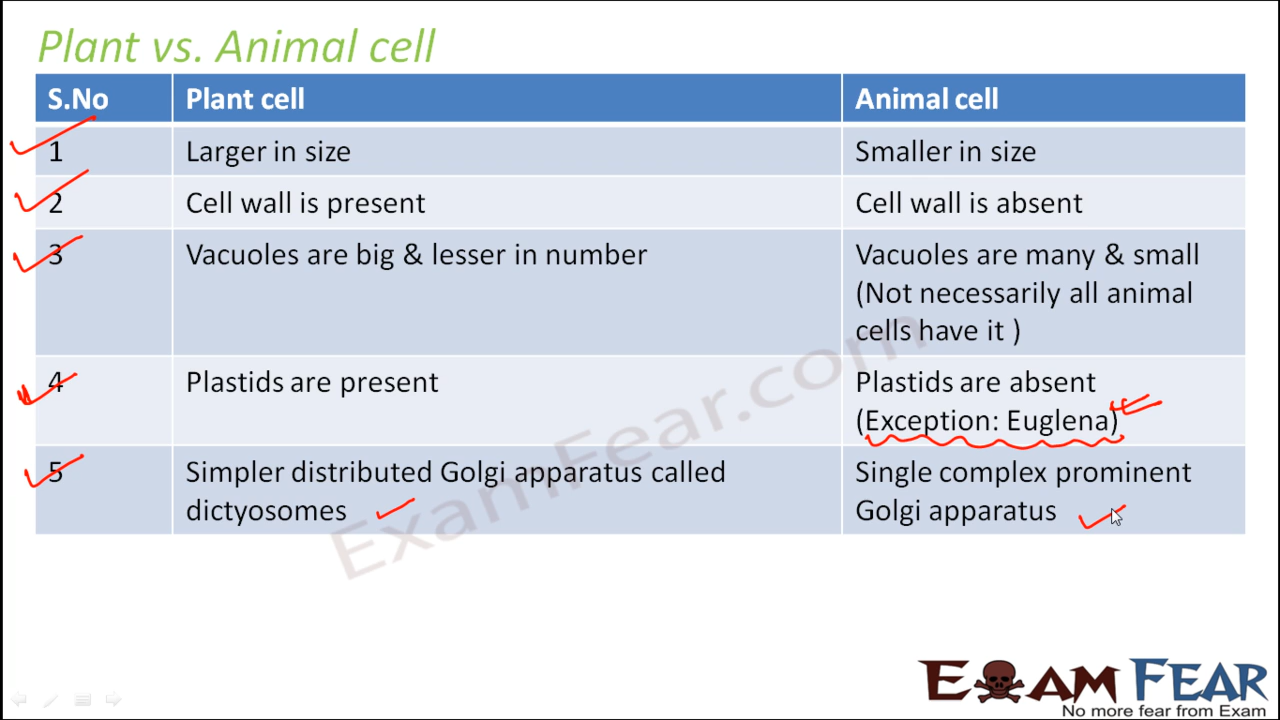 Plant vs. Animal cell
S.No Plant cell Animal cell
1 Larger in size Smaller in size
2 Cell wall is present Cell wall is absent
3 Vacuoles are big & lesser in number Vacuoles are many & small
(Not necessarily all animal
cells have it )
4 Plastids are present Plastids are absent
(Exception: Euglena)
5 Simpler distributed Golgi apparatus called Single complex prominent
dictyosomes Golgi apparatus
ExamFear.com
EXAM FEAR
No more fear from Exam